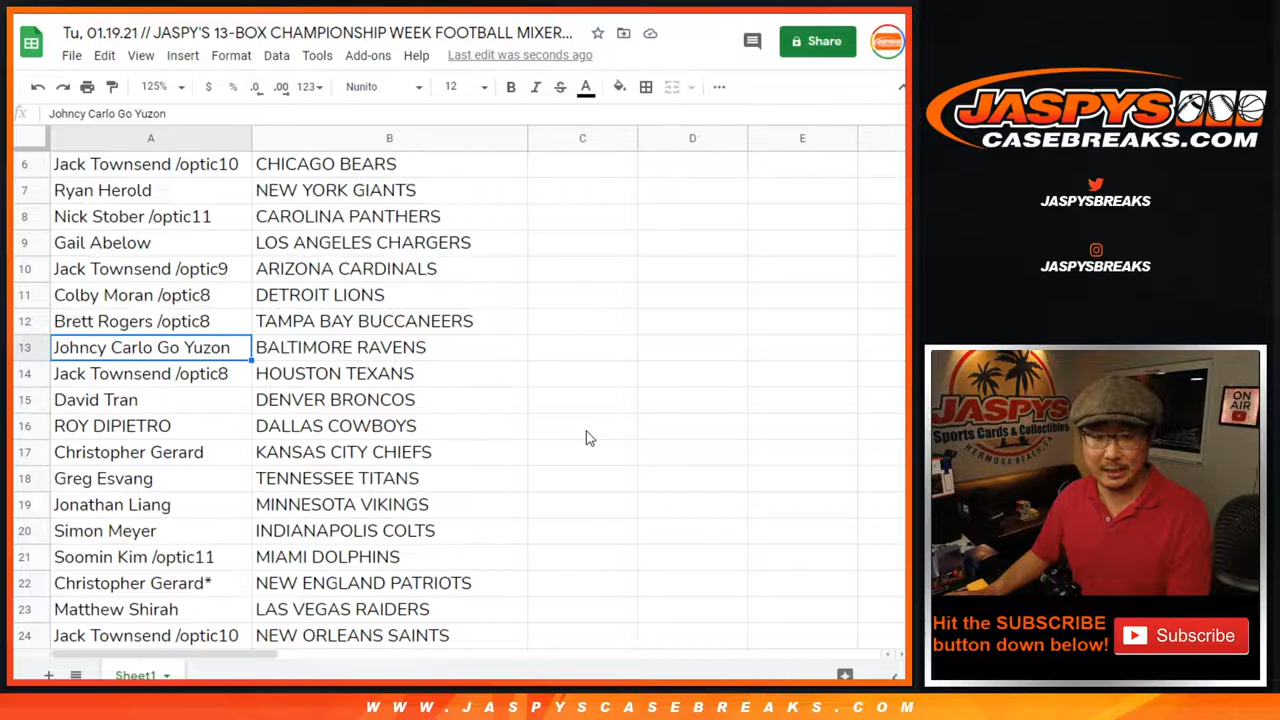 Tu, 01.19.21 // JASPY'S 13-BOX CHAMPIONSHIP WEEK FOOTBALL MIXER...
Share
File Edit View Insert Format Data Tools Add-ons Help Last edit was seconds ago
125% $ % .0 .00 123 Nunito 12 B I S A ...
fx Johncy Carlo Go Yuzon
A B C D E
6 Jack Townsend /optic10 CHICAGO BEARS
7 Ryan Herold NEW YORK GIANTS
8 Nick Stober /optic11 CAROLINA PANTHERS
9 Gail Abelow LOS ANGELES CHARGERS
10 Jack Townsend /optic9 ARIZONA CARDINALS
11 Colby Moran /optic8 DETROIT LIONS
12 Brett Rogers /optic8 TAMPA BAY BUCCANEERS
13 Johncy Carlo Go Yuzon BALTIMORE RAVENS
14 Jack Townsend /optic8 HOUSTON TEXANS
15 David Tran DENVER BRONCOS
16 ROY DIPIETRO DALLAS COWBOYS
17 Christopher Gerard KANSAS CITY CHIEFS
18 Greg Esvang TENNESSEE TITANS
19 Jonathan Liang MINNESOTA VIKINGS
20 Simon Meyer INDIANAPOLIS COLTS
21 Soomin Kim /optic11 MIAMI DOLPHINS
22 Christopher Gerard* NEW ENGLAND PATRIOTS
23 Matthew Shirah LAS VEGAS RAIDERS
24 Jack Townsend /optic10 NEW ORLEANS SAINTS
Sheet1
JASPYS
CASEBREAKS.COM
JASPYSBREAKS
JASPYSBREAKS
JASPYS
Sports Cards & Collectibles
HERMOSA BEACH, CA
ON
AIR
Hit the SUBSCRIBE
button down below!
Subscribe
WWW.JASPYSCASEBREAKS.COM